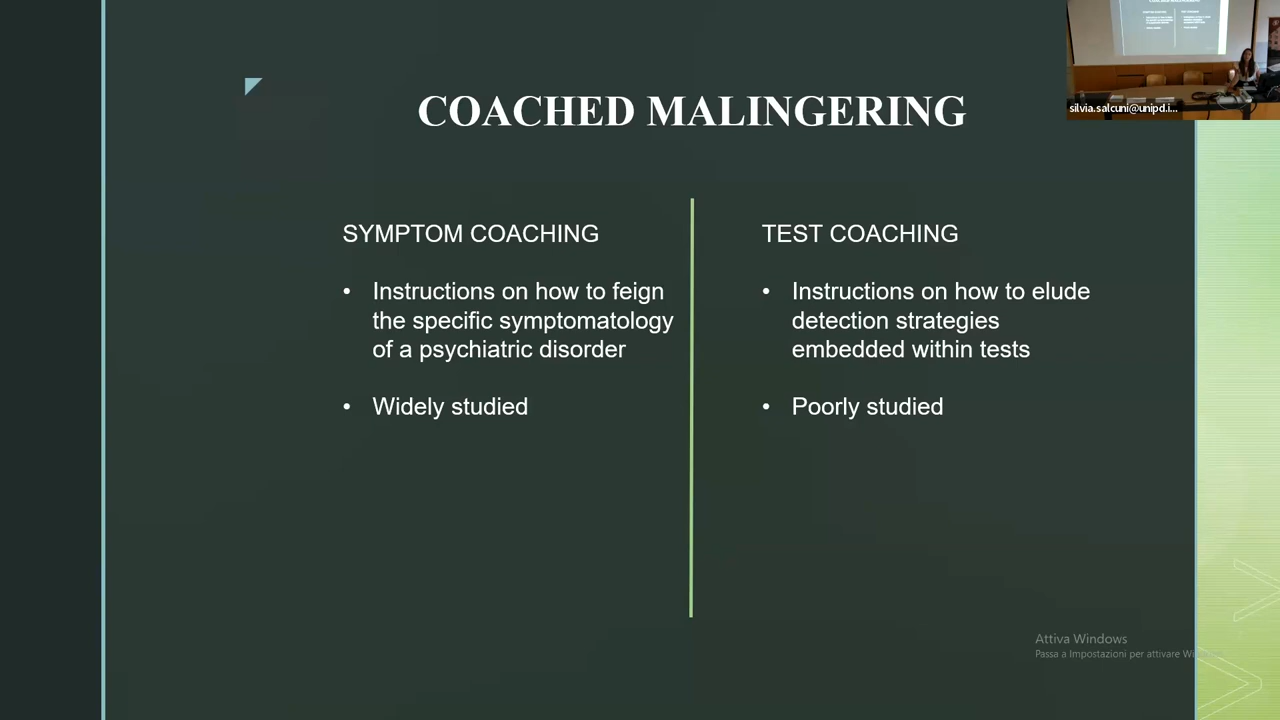 COACHED MALINGERING
SYMPTOM COACHING
• Instructions on how to feign
the specific symptomatology
of a psychiatric disorder
• Widely studied
TEST COACHING
• Instructions on how to elude
detection strategies
embedded within tests
• Poorly studied
silvia.salcuni@unipd.i...
Attiva Windows
Passa a Impostazioni per attivare